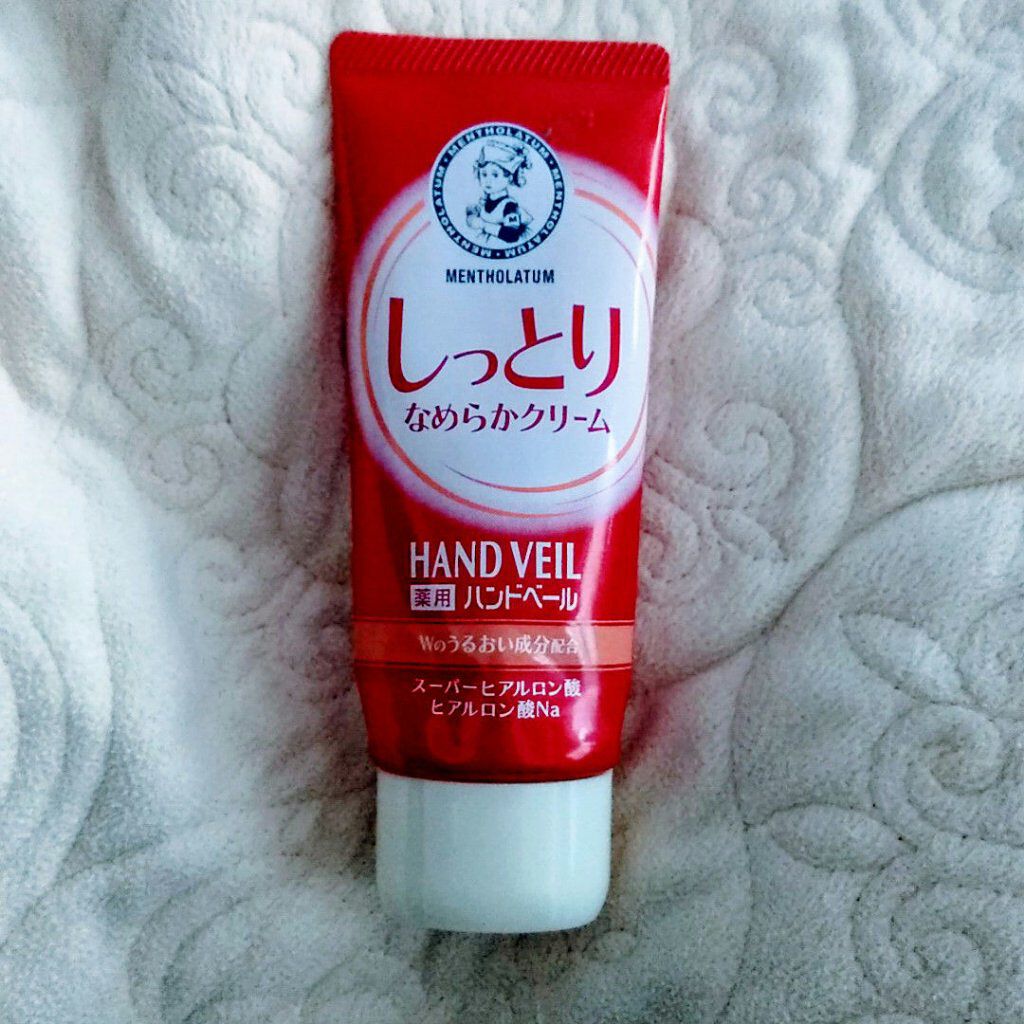 MENTHOLATUM · MENTHOLATUM · MENTHOLATUM ·
MENTHOLATUM
しっとり
なめらかクリーム
HAND VEIL
薬用 ハンドベール
Wのうるおい成分配合
スーパーヒアルロン酸
ヒアルロン酸Na